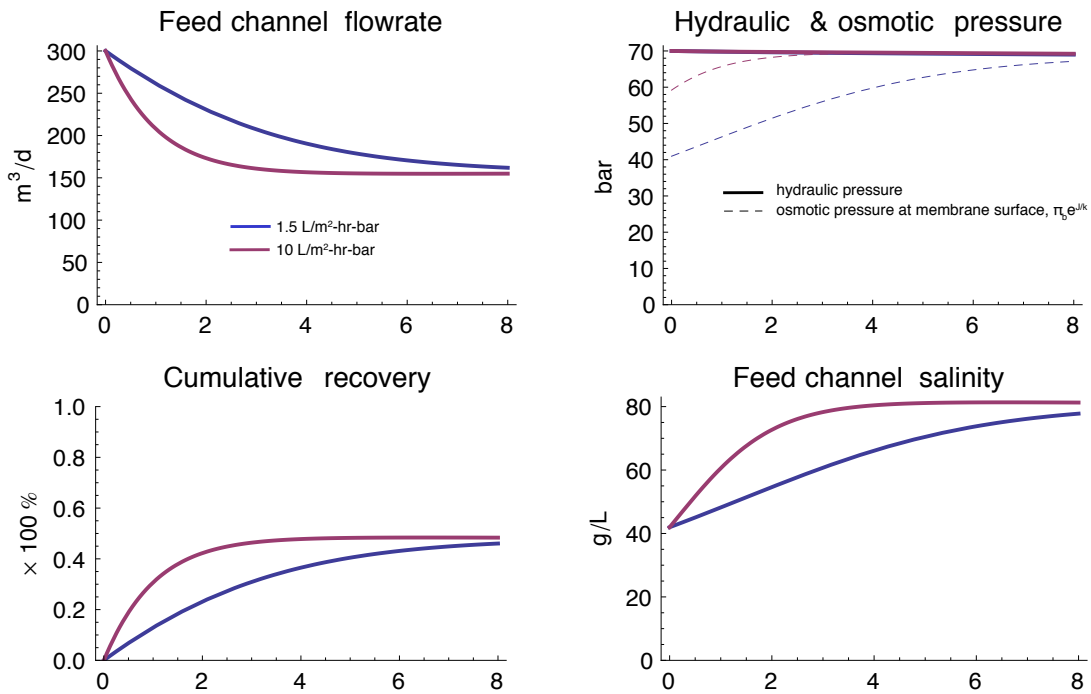 Feed channel flowrate
m³/d
300
250
200
150
100
50
0
0 2 4 6 8
1.5 L/m²-hr-bar
10 L/m²-hr-bar
Hydraulic & osmotic pressure
bar
70
60
50
40
30
20
10
0
0 2 4 6 8
hydraulic pressure
osmotic pressure at membrane surface, π_b e^J/k
Cumulative recovery
× 100 %
1.0
0.8
0.6
0.4
0.2
0.0
0 2 4 6 8
Feed channel salinity
g/L
80
60
40
20
0
0 2 4 6 8